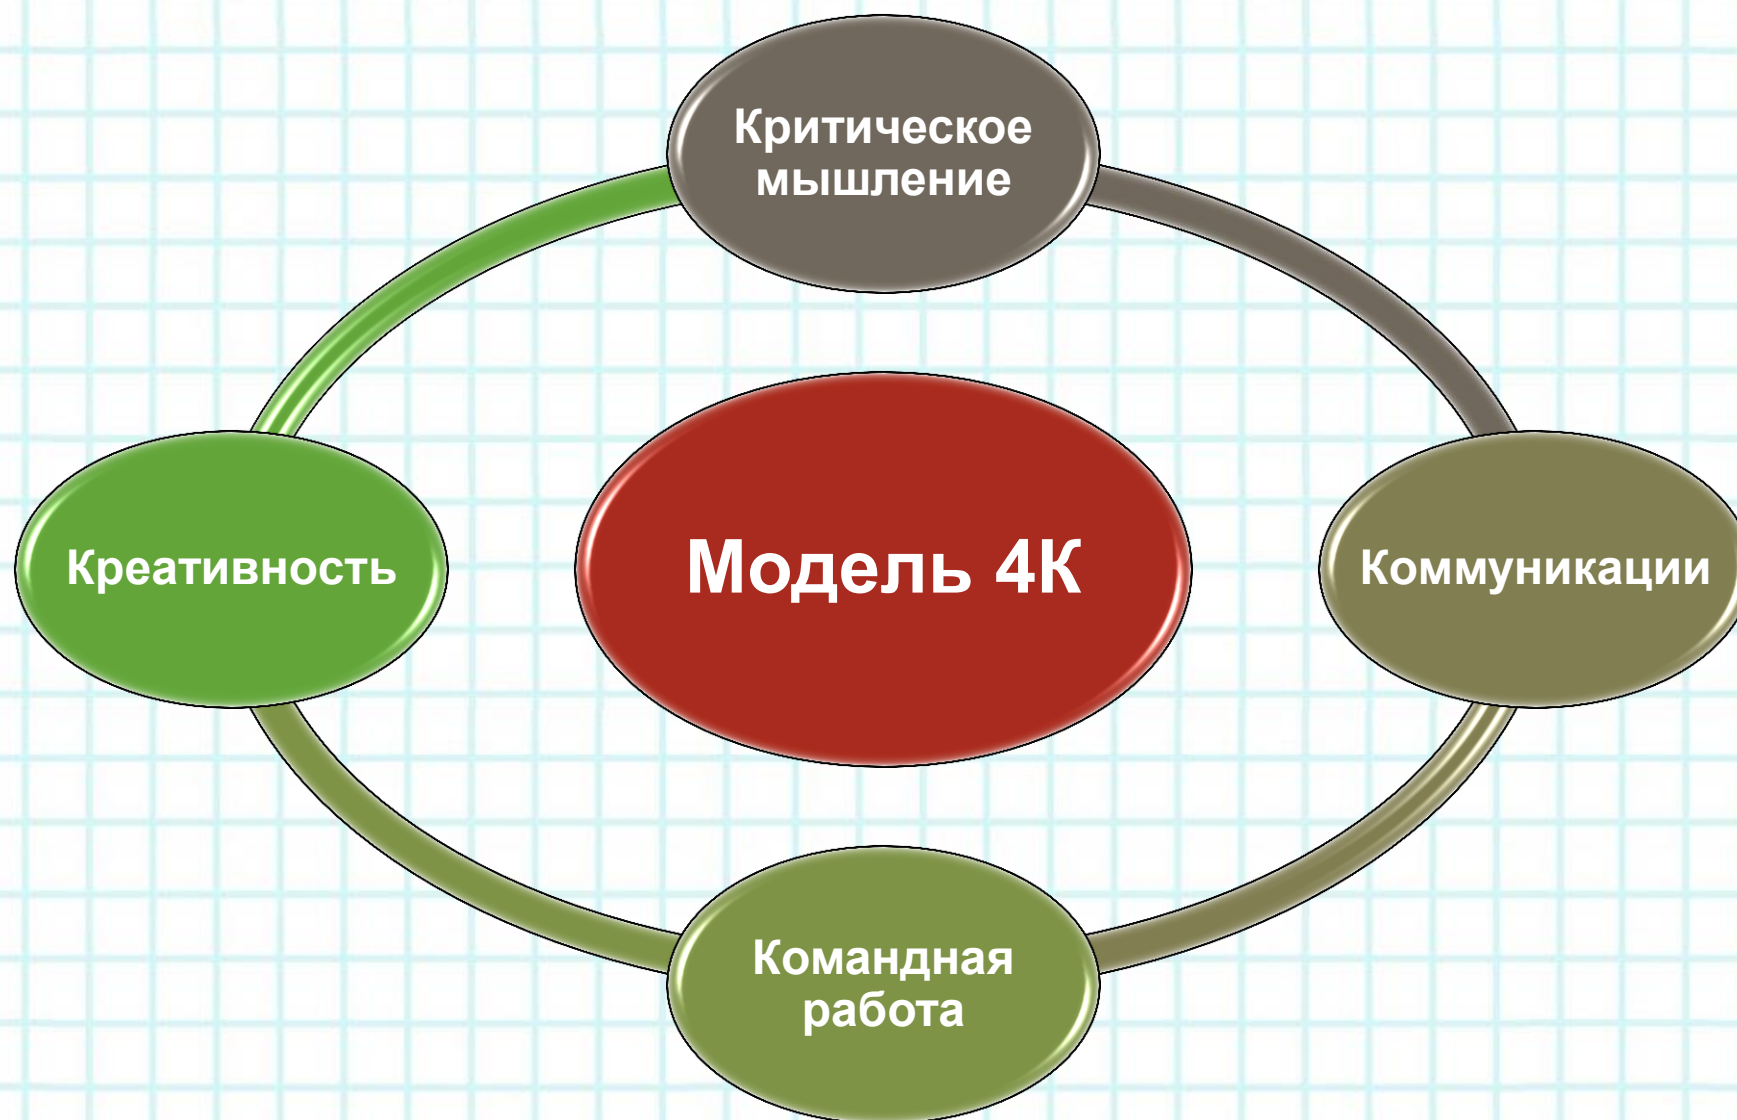 Критическое
мышление
Креативность
Модель 4К
Коммуникации
Командная
работа